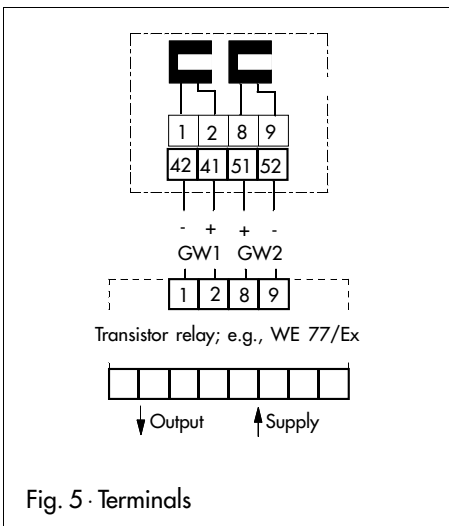 1 2 8 9
42 41 51 52
- + + -
GW1 GW2
1 2 8 9
Transistor relay; e.g., WE 77/Ex
Output Supply
Fig. 5 · Terminals